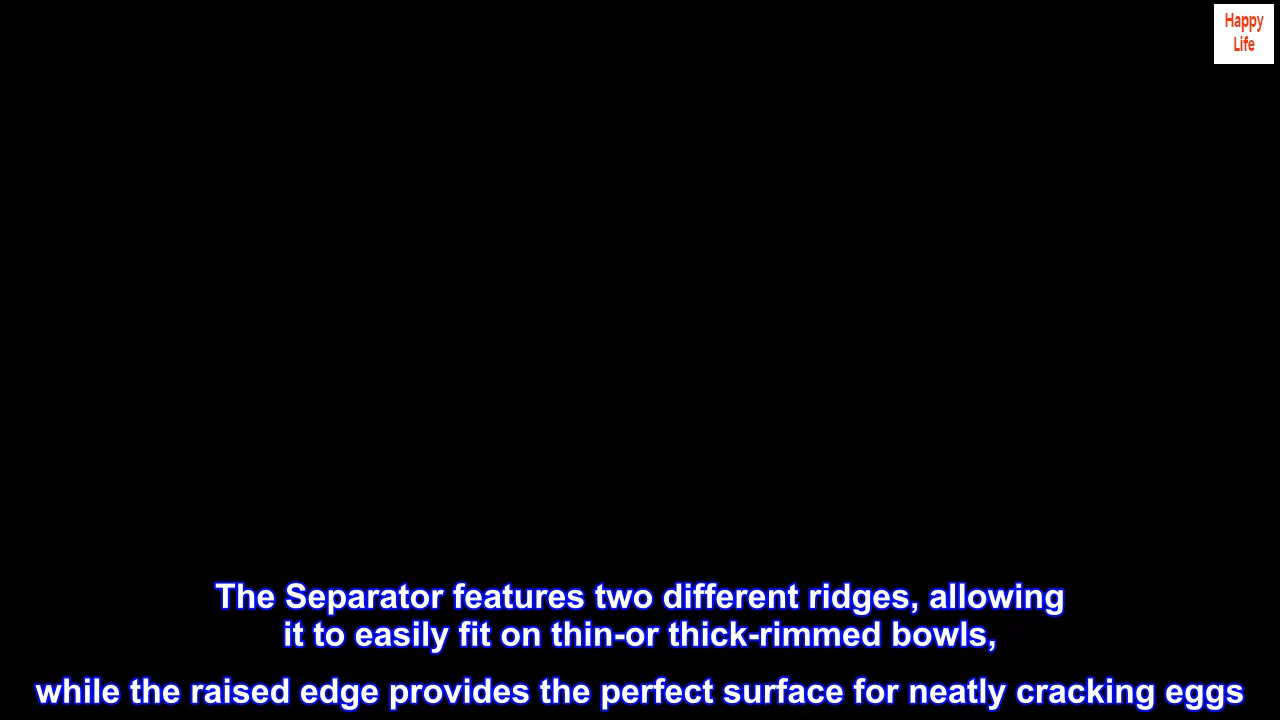 Happy
Life
The Separator features two different ridges, allowing
it to easily fit on thin-or thick-rimmed bowls,
while the raised edge provides the perfect surface for neatly cracking eggs